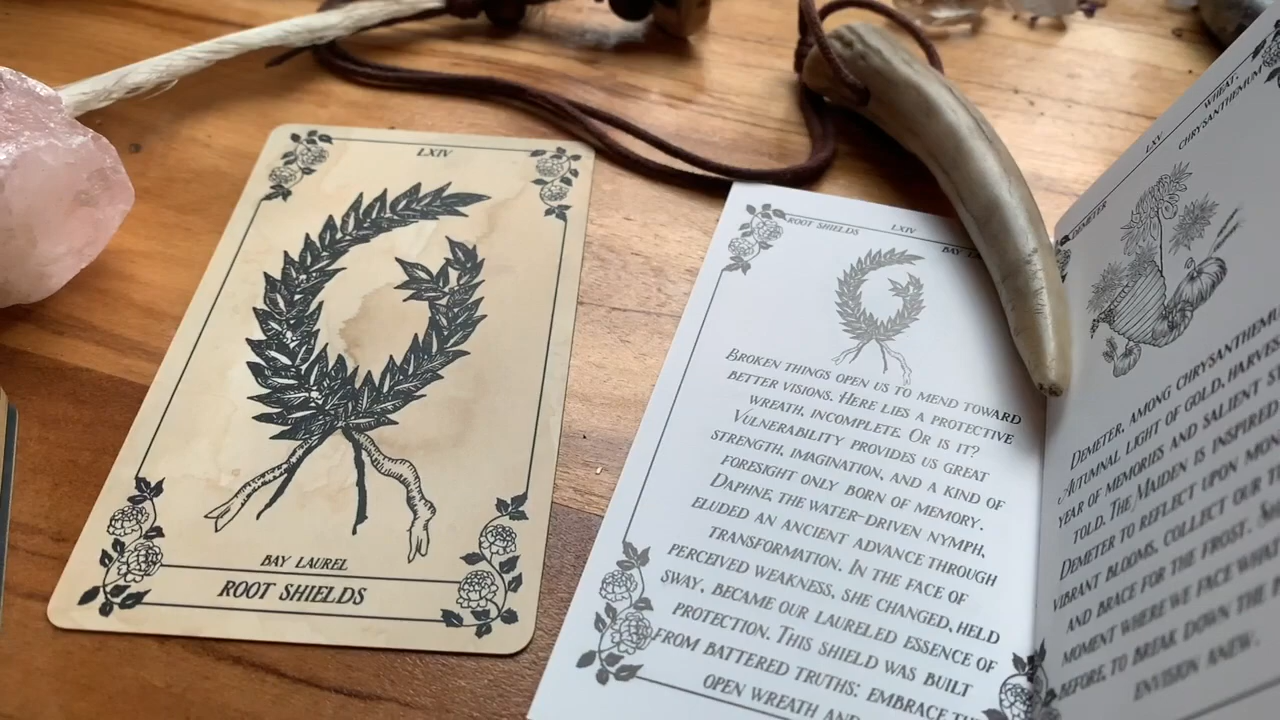 LXIV
BAY LAUREL
ROOT SHIELDS
ROOT SHIELDS LXIV BAY
BROKEN THINGS OPEN US TO MEND TOWARD
BETTER VISIONS. HERE LIES A PROTECTIVE
WREATH, INCOMPLETE. OR IS IT?
VULNERABILITY PROVIDES US GREAT
STRENGTH, IMAGINATION, AND A KIND OF
FORESIGHT ONLY BORN OF MEMORY.
DAPHNE, THE WATER-DRIVEN NYMPH,
ELUDED AN ANCIENT ADVANCE THROUGH
TRANSFORMATION. IN THE FACE OF
PERCEIVED WEAKNESS, SHE CHANGED, HELD
SWAY, BECAME OUR LAURELED ESSENCE OF
PROTECTION. THIS SHIELD WAS BUILT
FROM BATTERED TRUTHS; EMBRACE
OPEN WREATH AND
DEMETER LXV WHEAT,
CHRYSANTHEMUM
DEMETER, AMONG
AUTUMNAL LIGHT OF GOLD, HARVES
YEAR OF MEMORIES AND SALIENT
TOLD. THE MAIDEN IS INSPIRED
DEMETER TO REFLECT UPON
VIBRANT BLOOMS, COLLECT OUR
AND BRACE FOR THE FROST.
MOMENT WHERE WE FACE WHAT
BEFORE, TO BREAK DOWN THE
ENVISION ANEW.